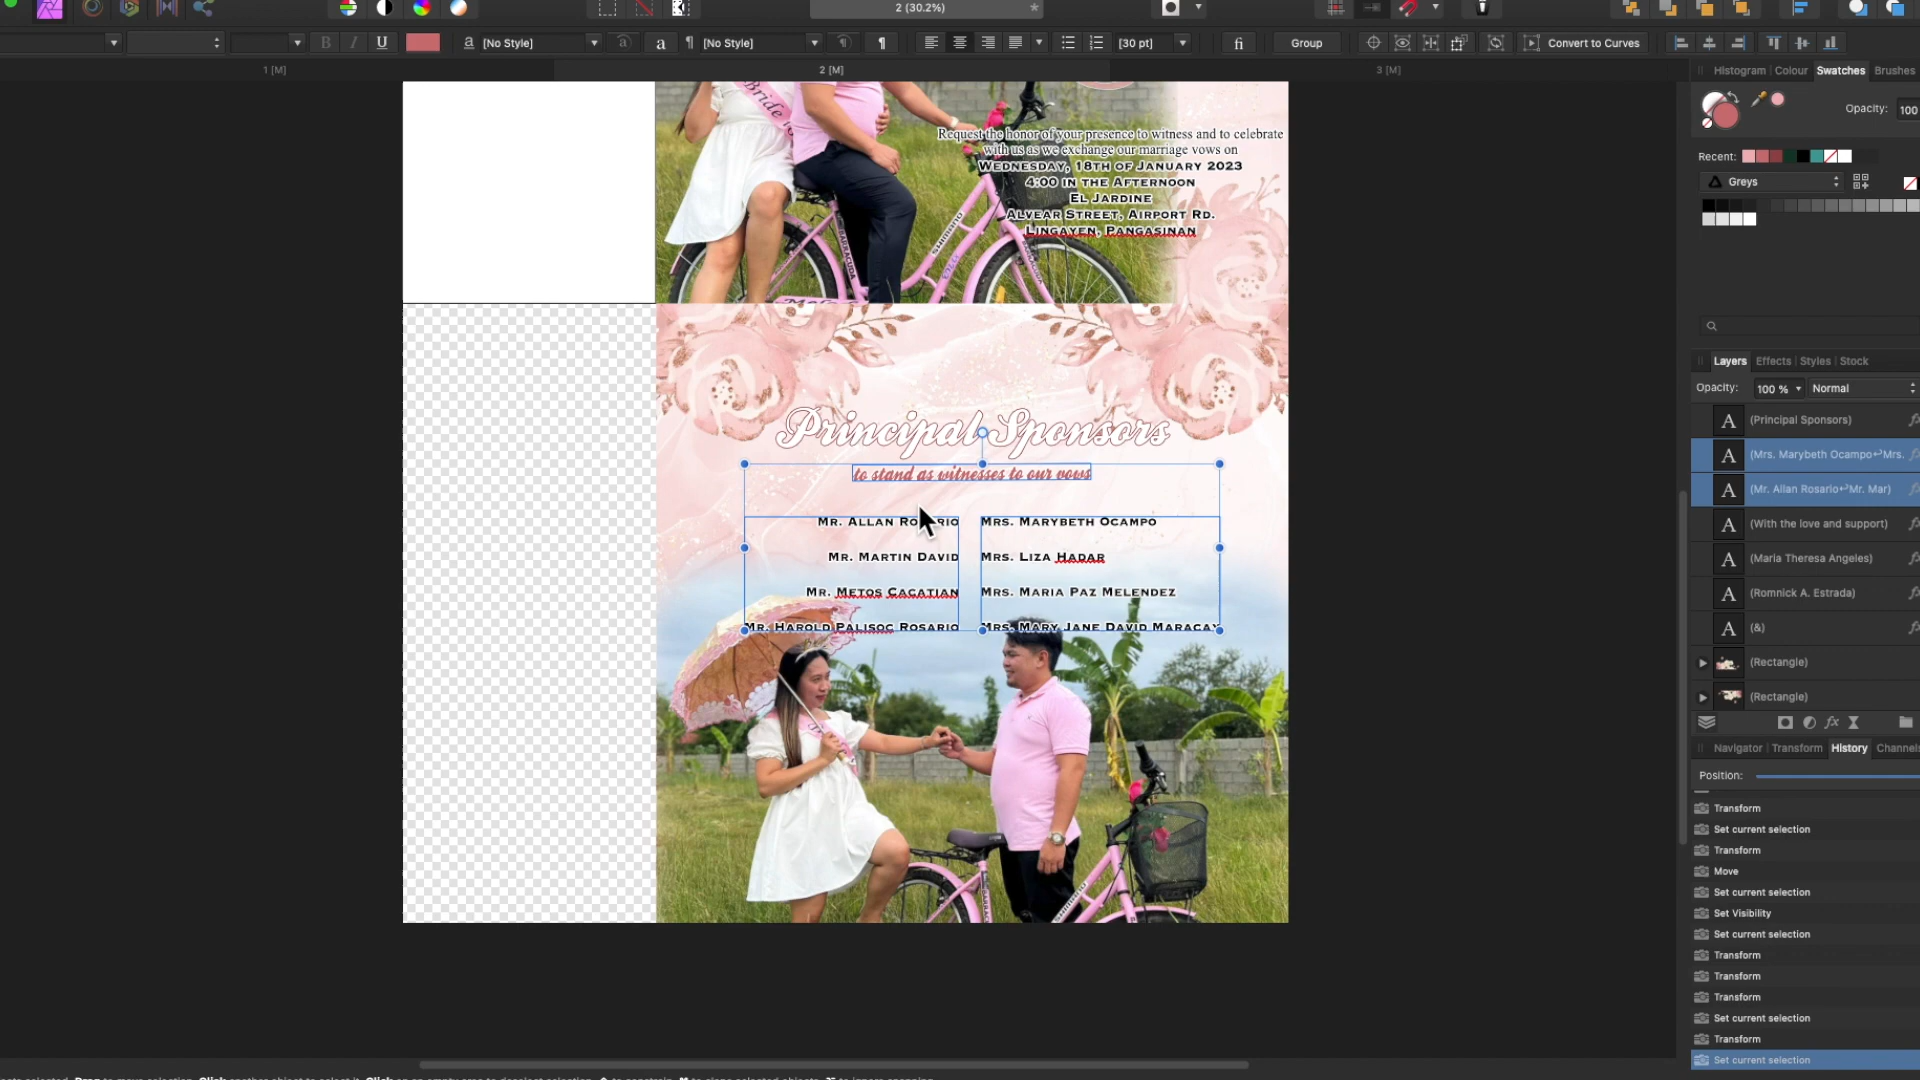 2 (30.2%)
B I U a [No Style] a a ¶ [No Style] ¶ [30 pt] fi Group Convert to Curves
1 [M] 2 [M] 3 [M]
Histogram Colour Swatches Brushes
Opacity: 100
Recent:
Greys
Bride to
Request the honor of your presence to witness and to celebrate
with us as we exchange our marriage vows on
Wednesday, 18th of January 2023
4:00 in the Afternoon
El Jardine
Alvear Street, Airport Rd.
Lingayen, Pangasinan
BARRACUDA
SHIMANO
Principal Sponsors
to stand as witnesses to our vows
Mr. Allan Rosario Mrs. Marybeth Ocampo
Mr. Martin David Mrs. Liza Hadar
Mr. Metos Cacatian Mrs. Maria Paz Melendez
Mr. Harold Palisoc Rosario Mrs. Mary Jane David Maracay
Layers Effects Styles Stock
Opacity: 100 % Normal
A (Principal Sponsors)
A (Mrs. Marybeth Ocampo↵Mrs.
A (Mr. Allan Rosario↵Mr. Mar)
A (With the love and support)
A (Maria Theresa Angeles)
A (Romnick A. Estrada)
A (&)
(Rectangle)
(Rectangle)
fx
Navigator Transform History Channels
Position:
Transform
Set current selection
Transform
Move
Set current selection
Set Visibility
Set current selection
Transform
Transform
Transform
Set current selection
Transform
Set current selection